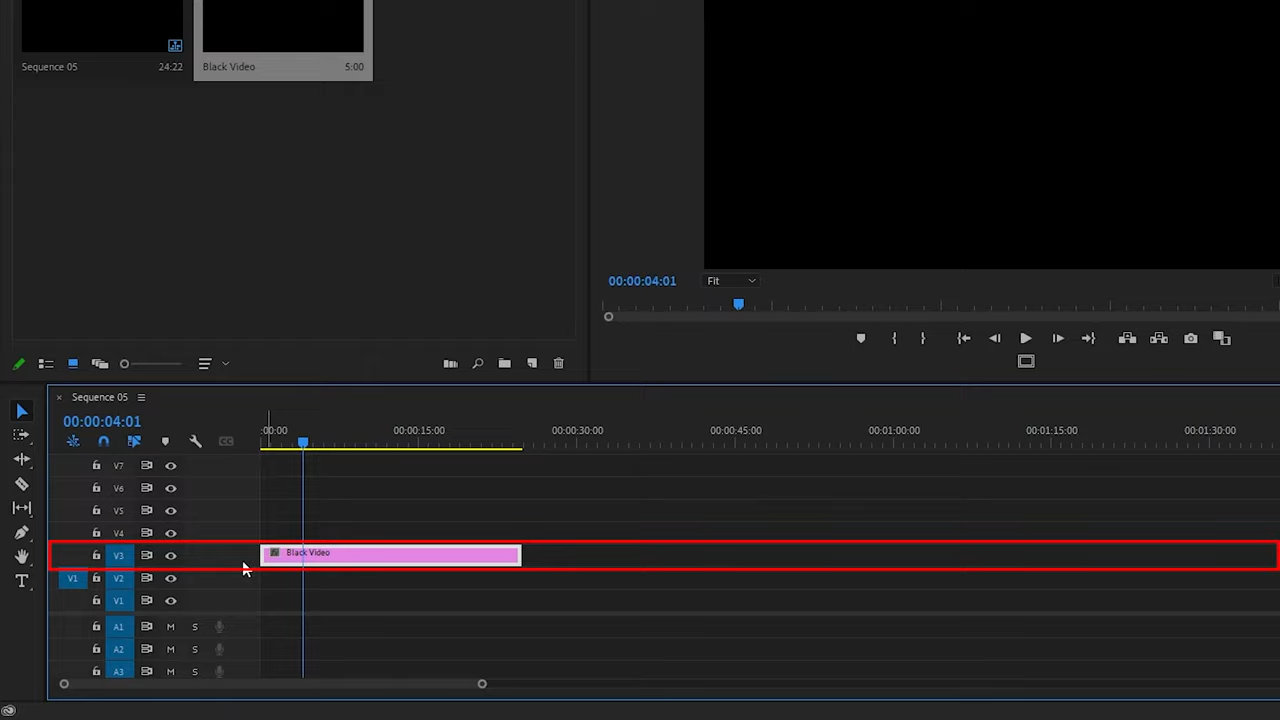 Sequence 05 24:22
Black Video 5:00
00:00:04:01 Fit
Sequence 05
00:00:04:01
:00:00 00:00:15:00 00:00:30:00 00:00:45:00 00:01:00:00 00:01:15:00 00:01:30:00
V7
V6
V5
V4
V3 Black Video
V1 V2
V1
A1 M S
A2 M S
A3 M S